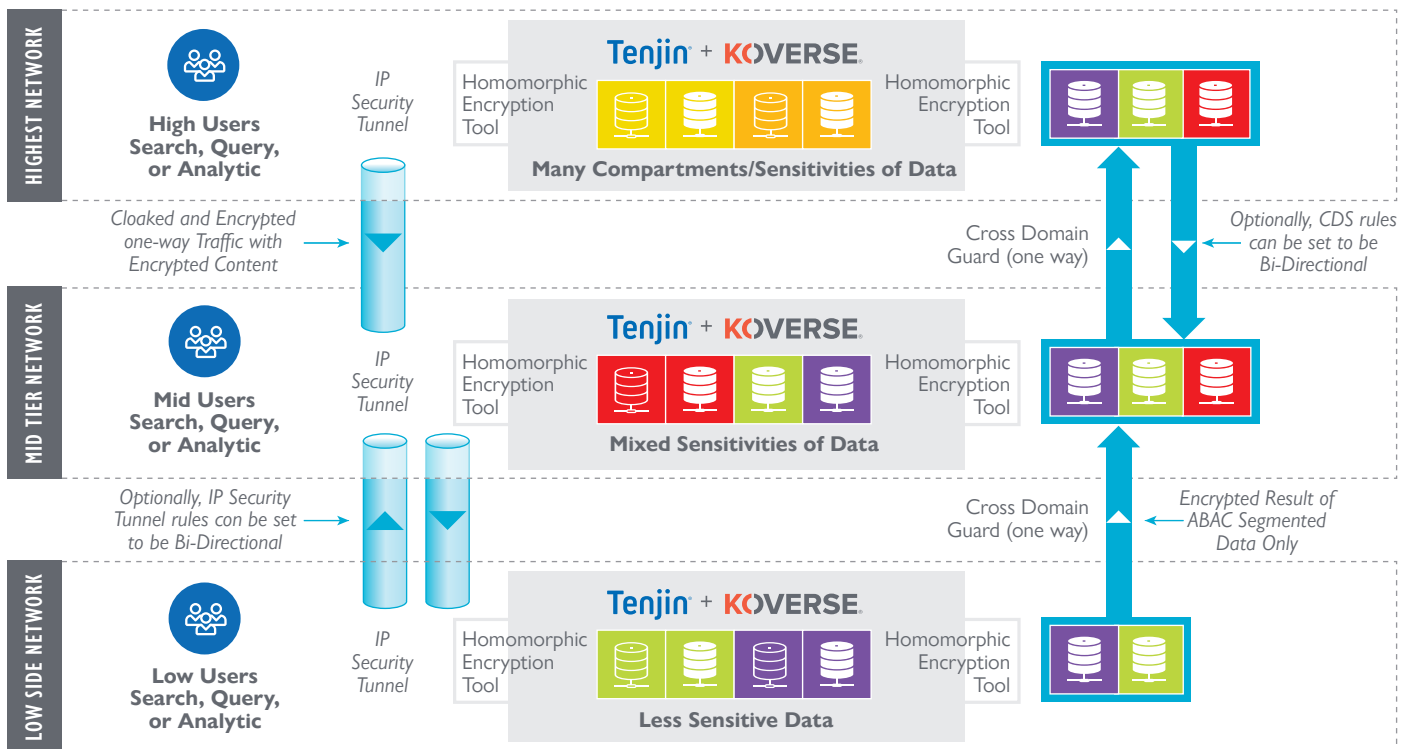 HIGHEST NETWORK
High Users
Search, Query,
or Analytic
IP
Security
Tunnel
Homomorphic
Encryption
Tool
Tenjin® + KOVERSE®
Many Compartments/Sensitivities of Data
Homomorphic
Encryption
Tool
Cloaked and Encrypted
one-way Traffic with
Encrypted Content
Cross Domain
Guard (one way)
Optionally, CDS rules
can be set to be
Bi-Directional
MID TIER NETWORK
Mid Users
Search, Query,
or Analytic
IP
Security
Tunnel
Homomorphic
Encryption
Tool
Tenjin® + KOVERSE®
Mixed Sensitivities of Data
Homomorphic
Encryption
Tool
Optionally, IP Security
Tunnel rules can be set
to be Bi-Directional
Cross Domain
Guard (one way)
Encrypted Result of
ABAC Segmented
Data Only
LOW SIDE NETWORK
Low Users
Search, Query,
or Analytic
IP
Security
Tunnel
Homomorphic
Encryption
Tool
Tenjin® + KOVERSE®
Less Sensitive Data
Homomorphic
Encryption
Tool